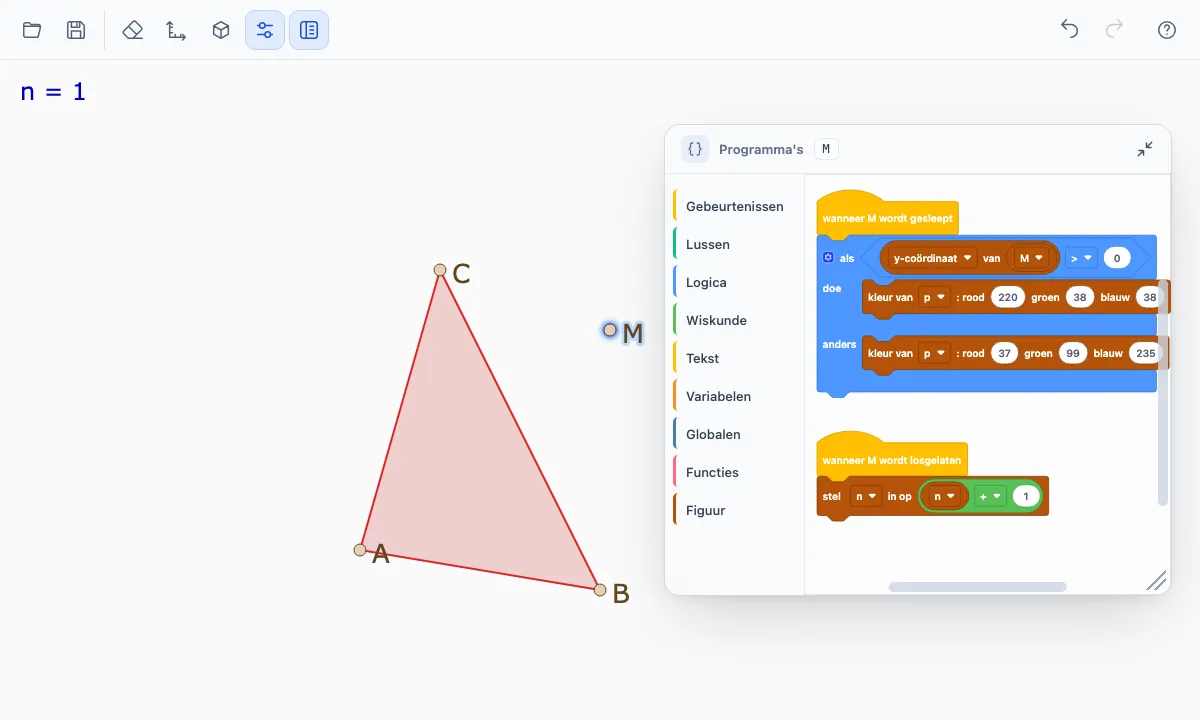 n = 1
Programma's M
Gebeurtenissen
Lussen
Logica
Wiskunde
Tekst
Variabelen
Globalen
Functies
Figuur
wanneer M wordt gesleept
als y-coördinaat van M > 0
doe kleur van p : rood 220 groen 38 blauw 38
anders kleur van p : rood 37 groen 99 blauw 235
wanneer M wordt losgelaten
stel n in op n + 1
C
M
A
B